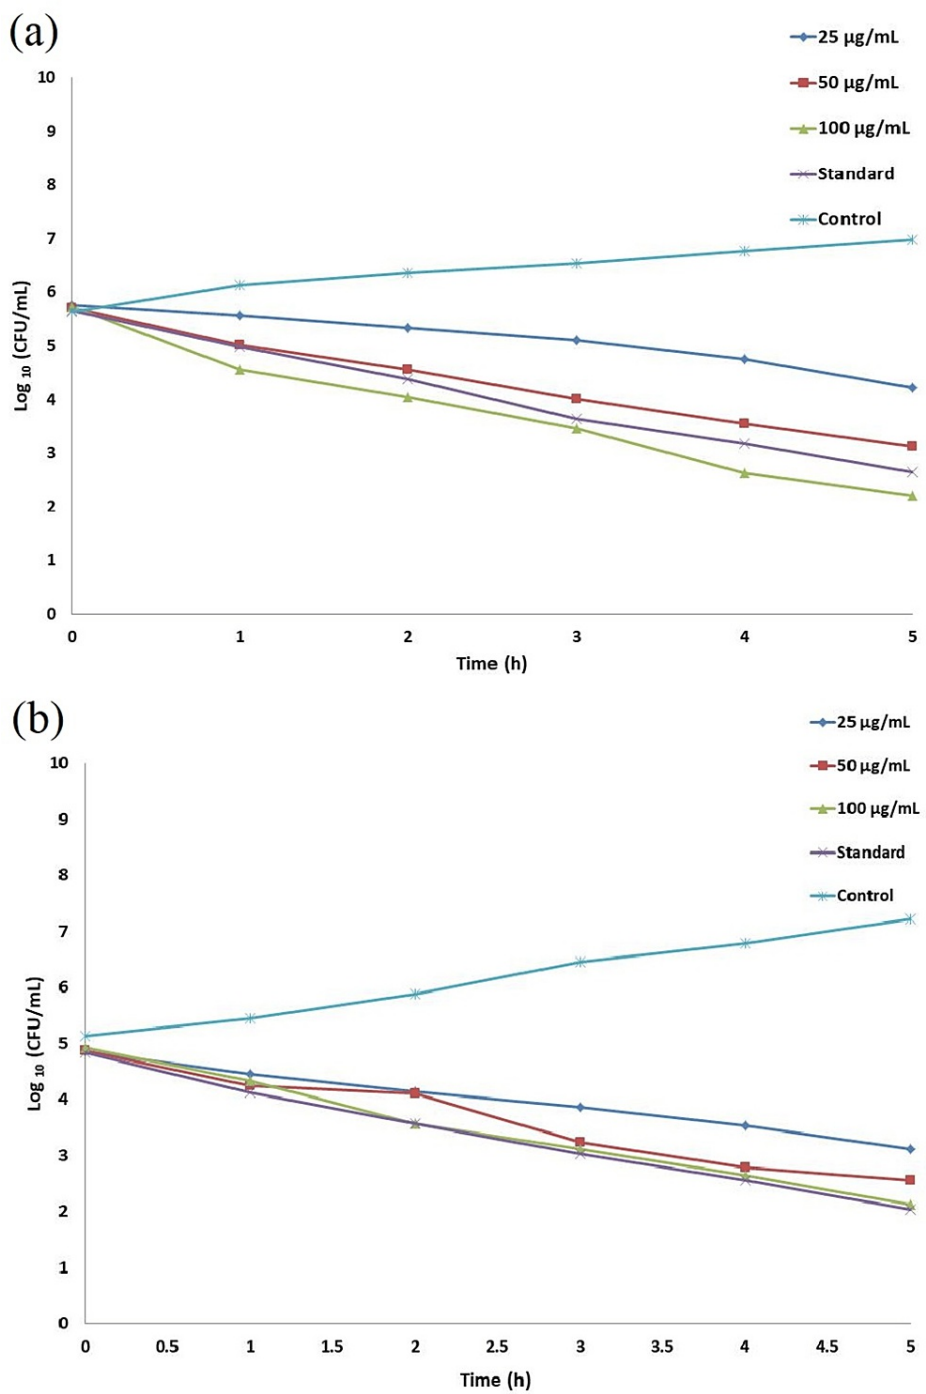 (a)
25 µg/mL
50 µg/mL
100 µg/mL
Standard
Control
10
9
8
7
6
5
4
3
2
1
0
Log 10 (CFU/mL)
0 1 2 3 4 5
Time (h)
(b)
25 µg/mL
50 µg/mL
100 µg/mL
Standard
Control
10
9
8
7
6
5
4
3
2
1
0
Log 10 (CFU/mL)
0 0.5 1 1.5 2 2.5 3 3.5 4 4.5 5
Time (h)